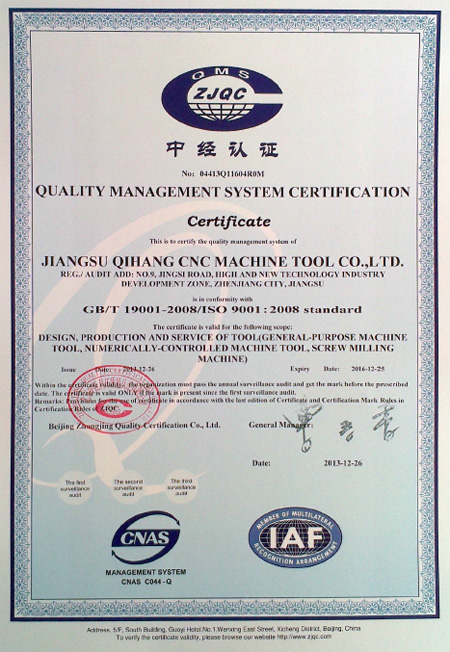 QMS
ZJQC
中经认证
No: 04413Q11604R0M
QUALITY MANAGEMENT SYSTEM CERTIFICATION
Certificate
This is to certify the quality management system of
JIANGSU QIHANG CNC MACHINE TOOL CO.,LTD.
REG./ AUDIT ADD: NO.9, JINGSI ROAD, HIGH AND NEW TECHNOLOGY INDUSTRY
DEVELOPMENT ZONE, ZHENJIANG CITY, JIANGSU
is in conformity with
GB/T 19001-2008/ISO 9001 : 2008 standard
The certificate is valid for the following scope:
DESIGN, PRODUCTION AND SERVICE OF TOOL(GENERAL-PURPOSE MACHINE
TOOL, NUMERICALLY-CONTROLLED MACHINE TOOL, SCREW MILLING
MACHINE)
Issue Date: 2013-12-26 Expiry Date: 2016-12-25
Within the certificate validity, the organization must pass the annual surveillance audit and get the mark before the prescribed
date. The certificate is valid ONLY if the mark is present since the first surveillance audit.
Remarks: Provisions for the use of certificate in accordance with the last edition of Certificate and Certification Mark Rules in
Certification Rules of ZJQC.
Beijing Zhongjing Quality Certification Co., Ltd. General Manager:
Date: 2013-12-26
The first surveillance audit
The second surveillance audit
The third surveillance audit
CNAS
MANAGEMENT SYSTEM
CNAS C044-Q
MEMBER OF MULTILATERAL
IAF
RECOGNITION ARRANGEMENT
Address, 5/F, South Building, Guoyi Hotel,No.1,Wenxing East Street, Xicheng District, Beijing, China
To verify the certificate validity, please browse our website http://www.zjqc.com